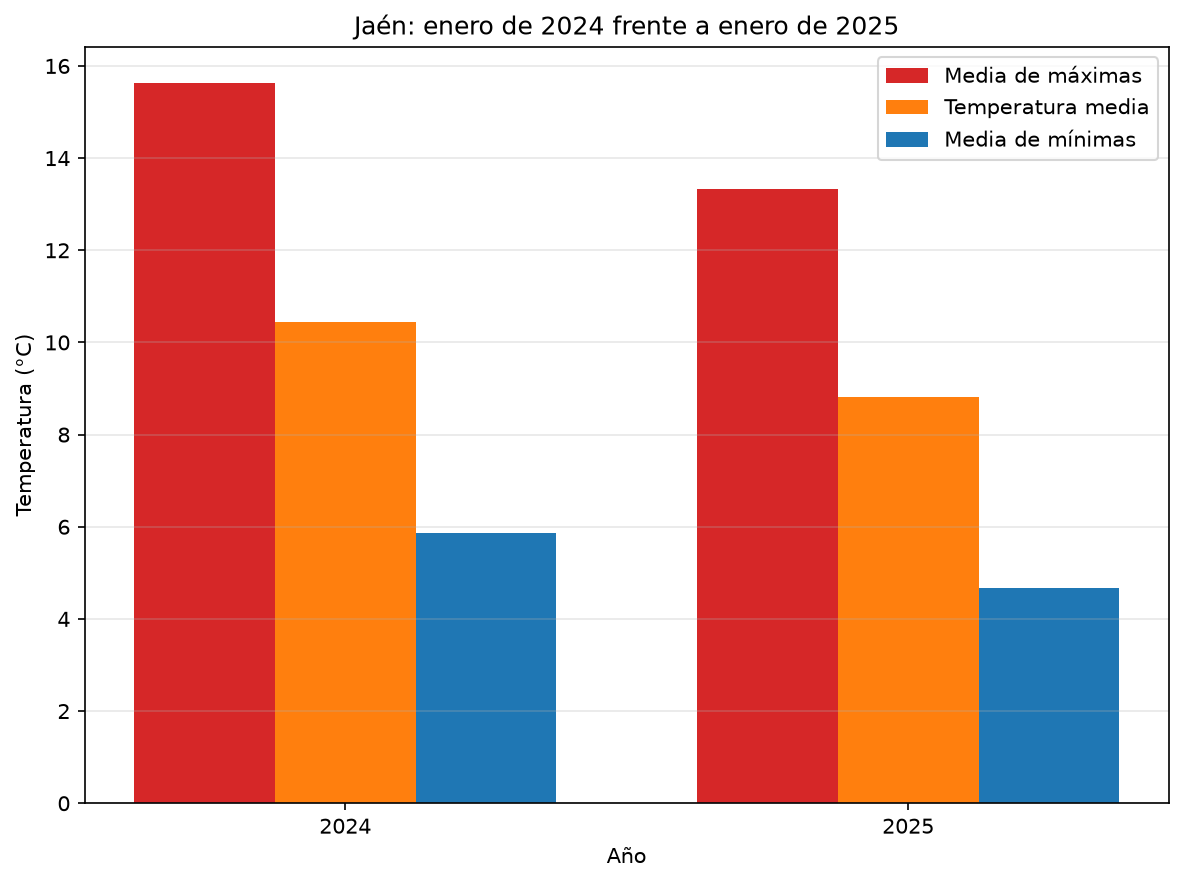 Jaén: enero de 2024 frente a enero de 2025
Media de máximas
Temperatura media
Media de mínimas
Temperatura (°C)
16
14
12
10
8
6
4
2
0
2024
2025
Año